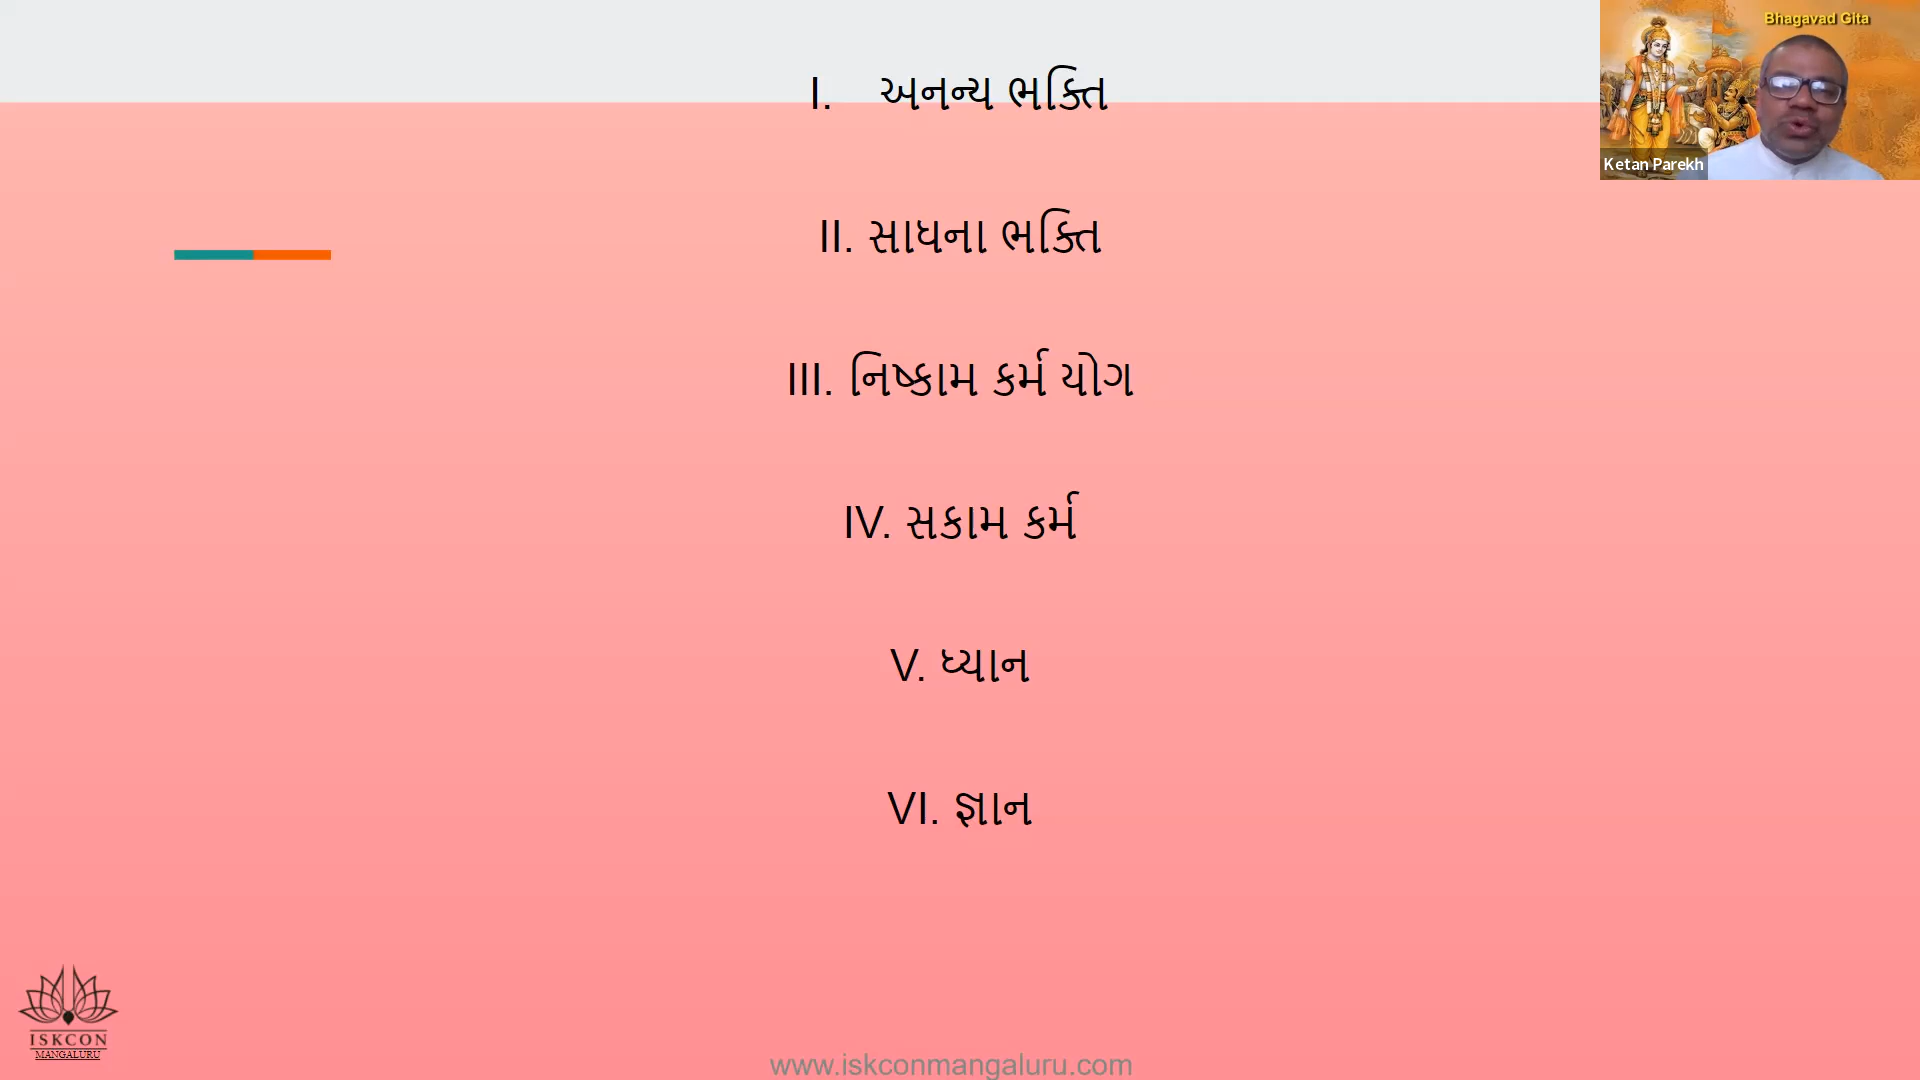 Bhagavad Gita
Ketan Parekh
I. અનન્ય ભક્તિ
II. સાધના ભક્તિ
III. નિષ્કામ કર્મ યોગ
IV. સકામ કર્મ
V. ધ્યાન
VI. જ્ઞાન
ISKCON
MANGALURU
www.iskconmangaluru.com